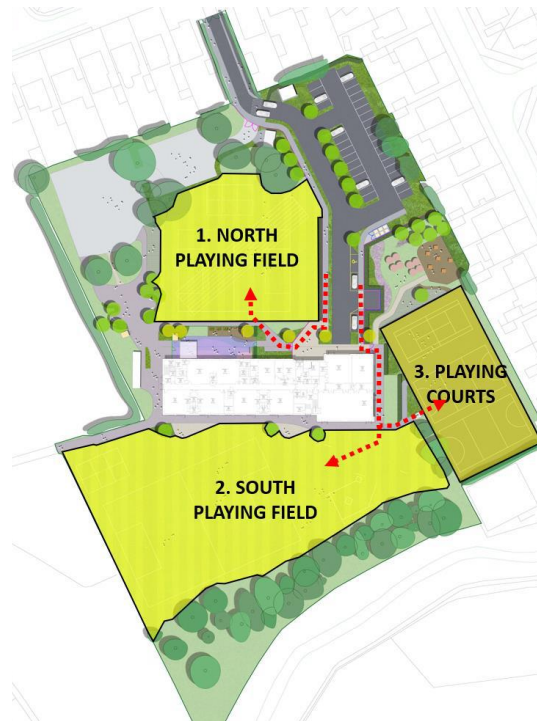 1. NORTH
PLAYING FIELD
3. PLAYING
COURTS
2. SOUTH
PLAYING FIELD